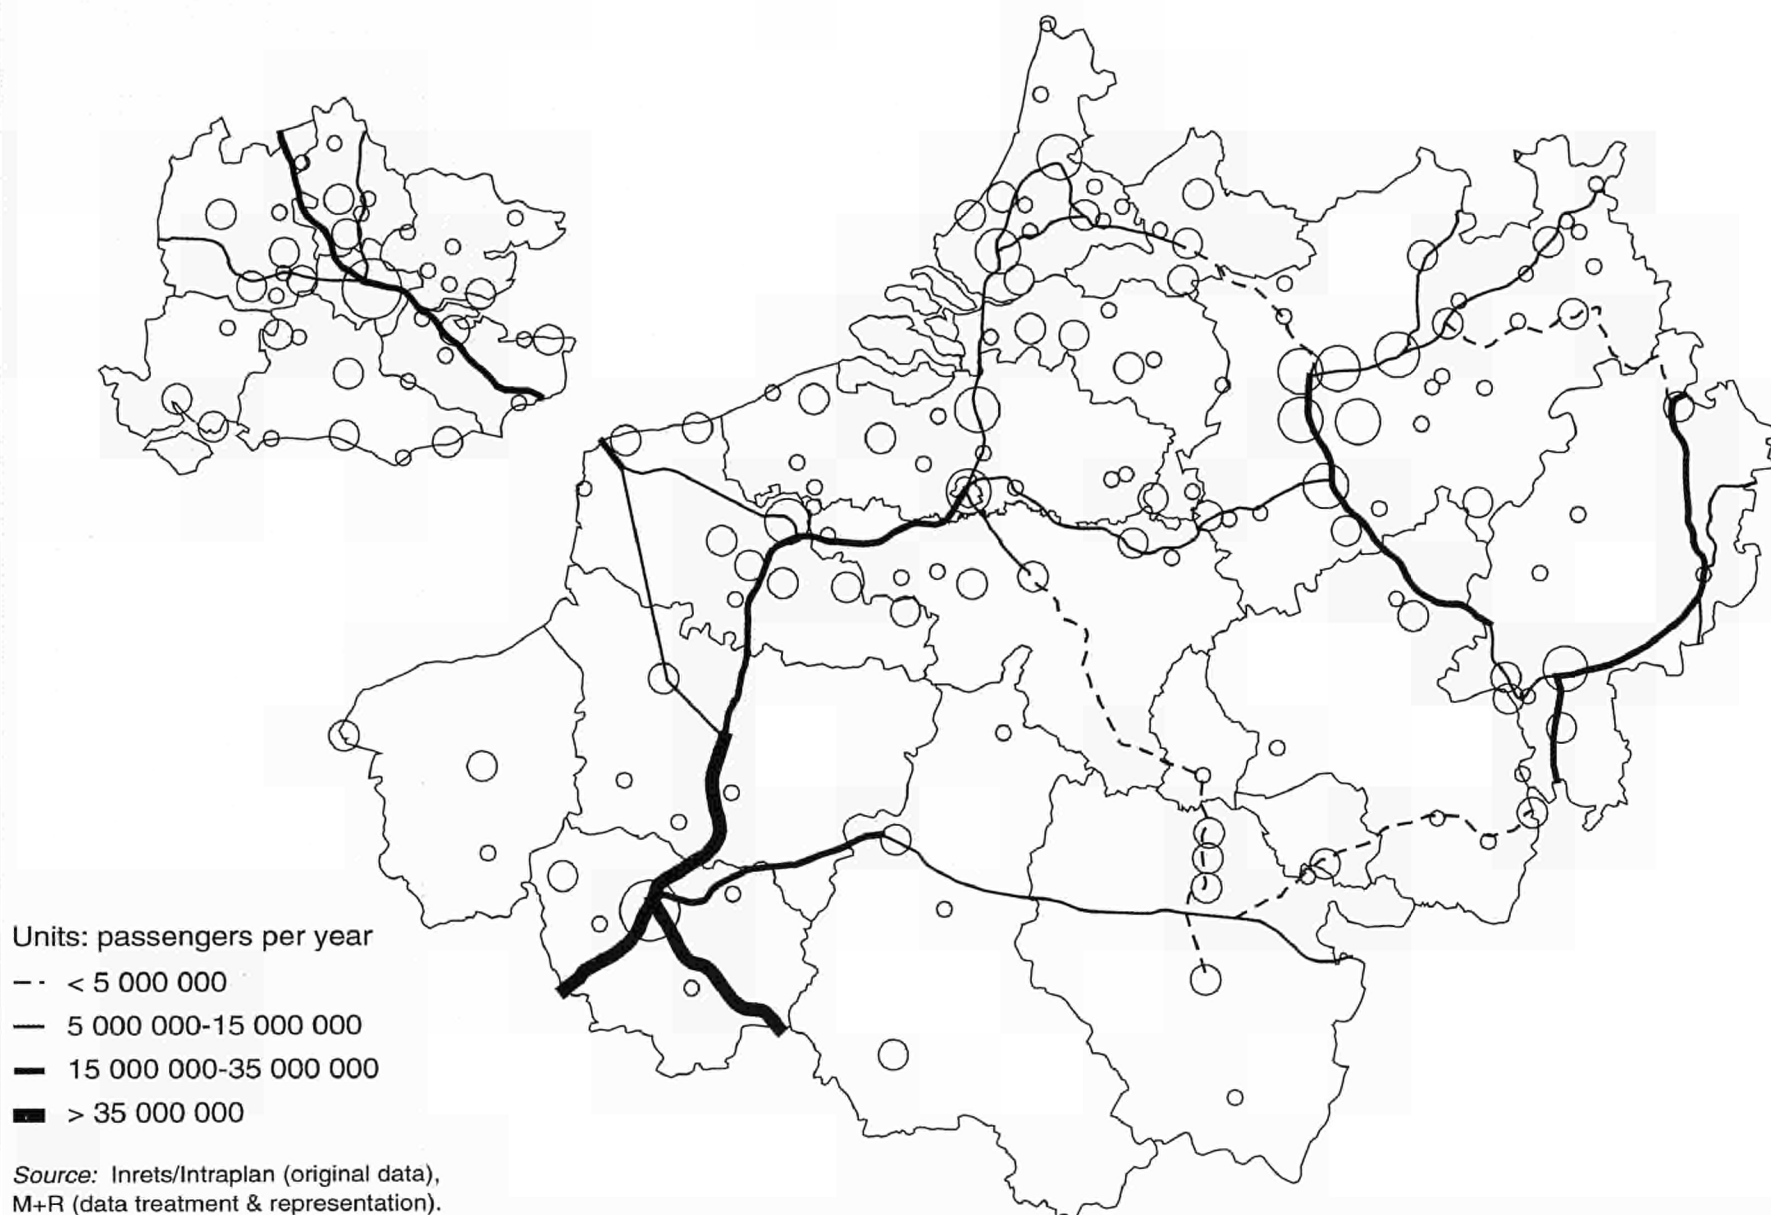 Units: passengers per year
< 5 000 000
5 000 000-15 000 000
15 000 000-35 000 000
> 35 000 000
Source: Inrets/Intraplan (original data),
M+R (data treatment & representation).